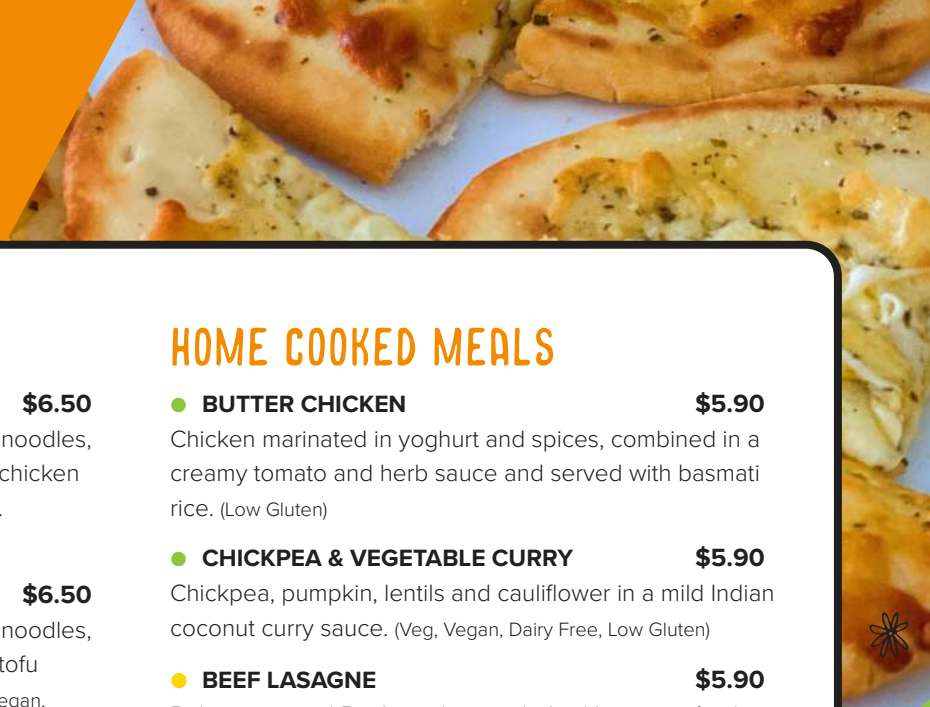 $6.50
noodles,
chicken
.
$6.50
noodles,
tofu
HOME COOKED MEALS
BUTTER CHICKEN $5.90
Chicken marinated in yoghurt and spices, combined in a
creamy tomato and herb sauce and served with basmati
rice. (Low Gluten)
CHICKPEA & VEGETABLE CURRY $5.90
Chickpea, pumpkin, lentils and cauliflower in a mild Indian
coconut curry sauce. (Veg, Vegan, Dairy Free, Low Gluten)
BEEF LASAGNE $5.90